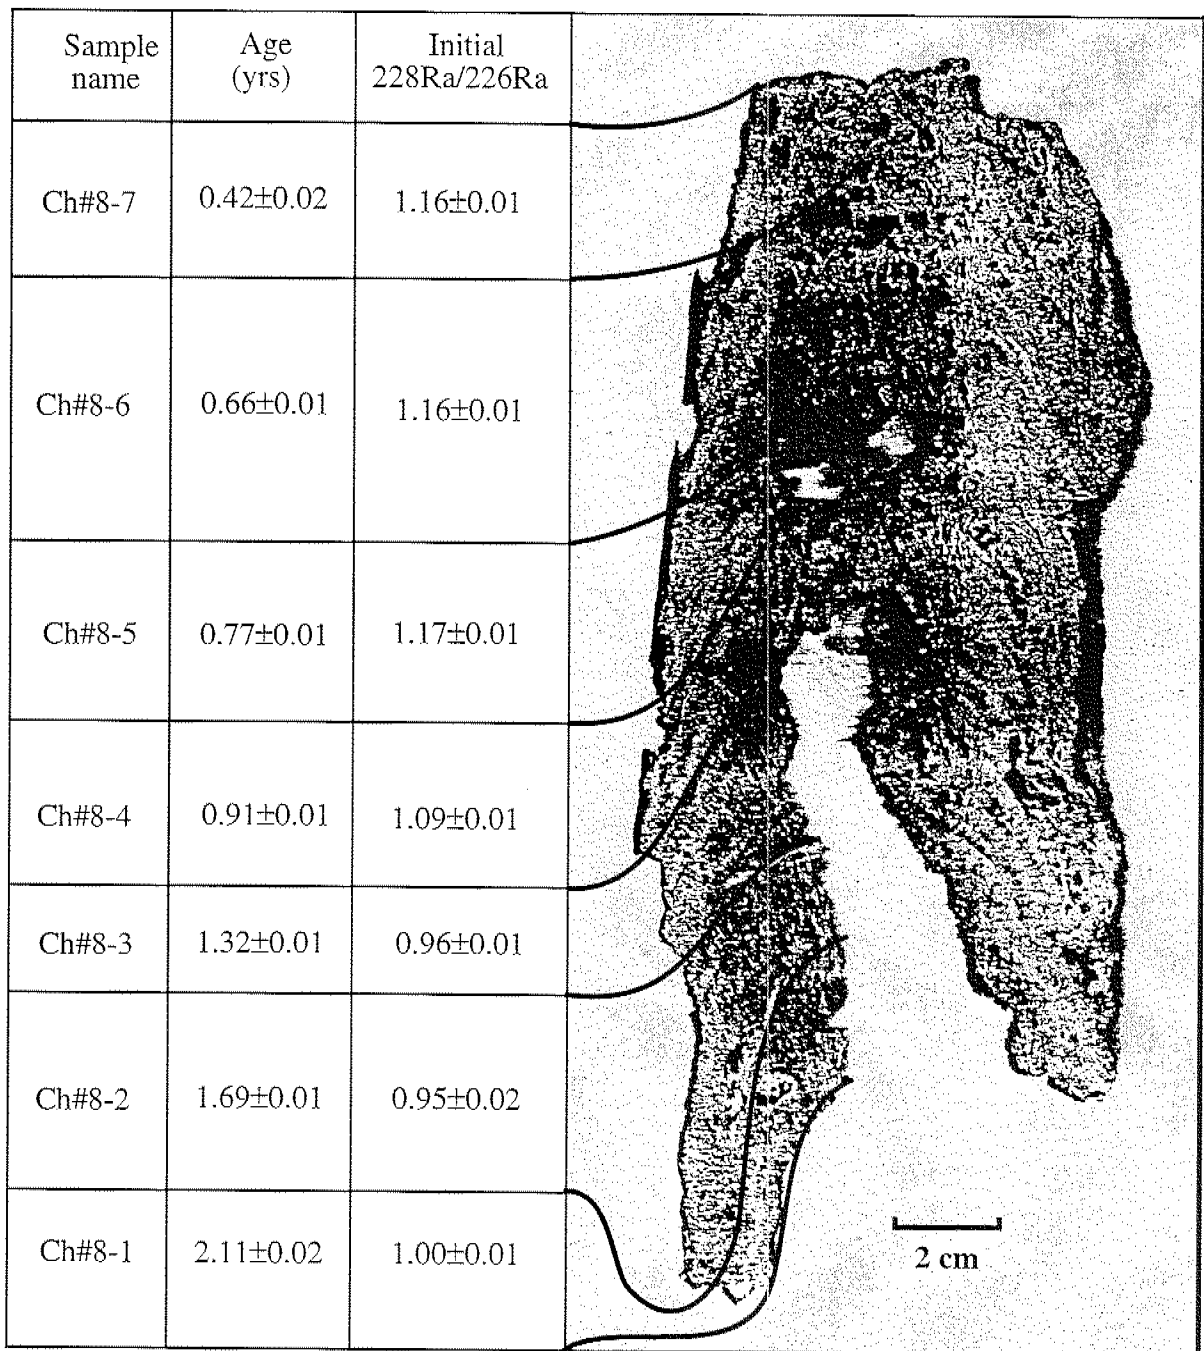 Sample name Age (yrs) Initial 228Ra/226Ra
Ch#8-7 0.42±0.02 1.16±0.01
Ch#8-6 0.66±0.01 1.16±0.01
Ch#8-5 0.77±0.01 1.17±0.01
Ch#8-4 0.91±0.01 1.09±0.01
Ch#8-3 1.32±0.01 0.96±0.01
Ch#8-2 1.69±0.01 0.95±0.02
Ch#8-1 2.11±0.02 1.00±0.01
2 cm